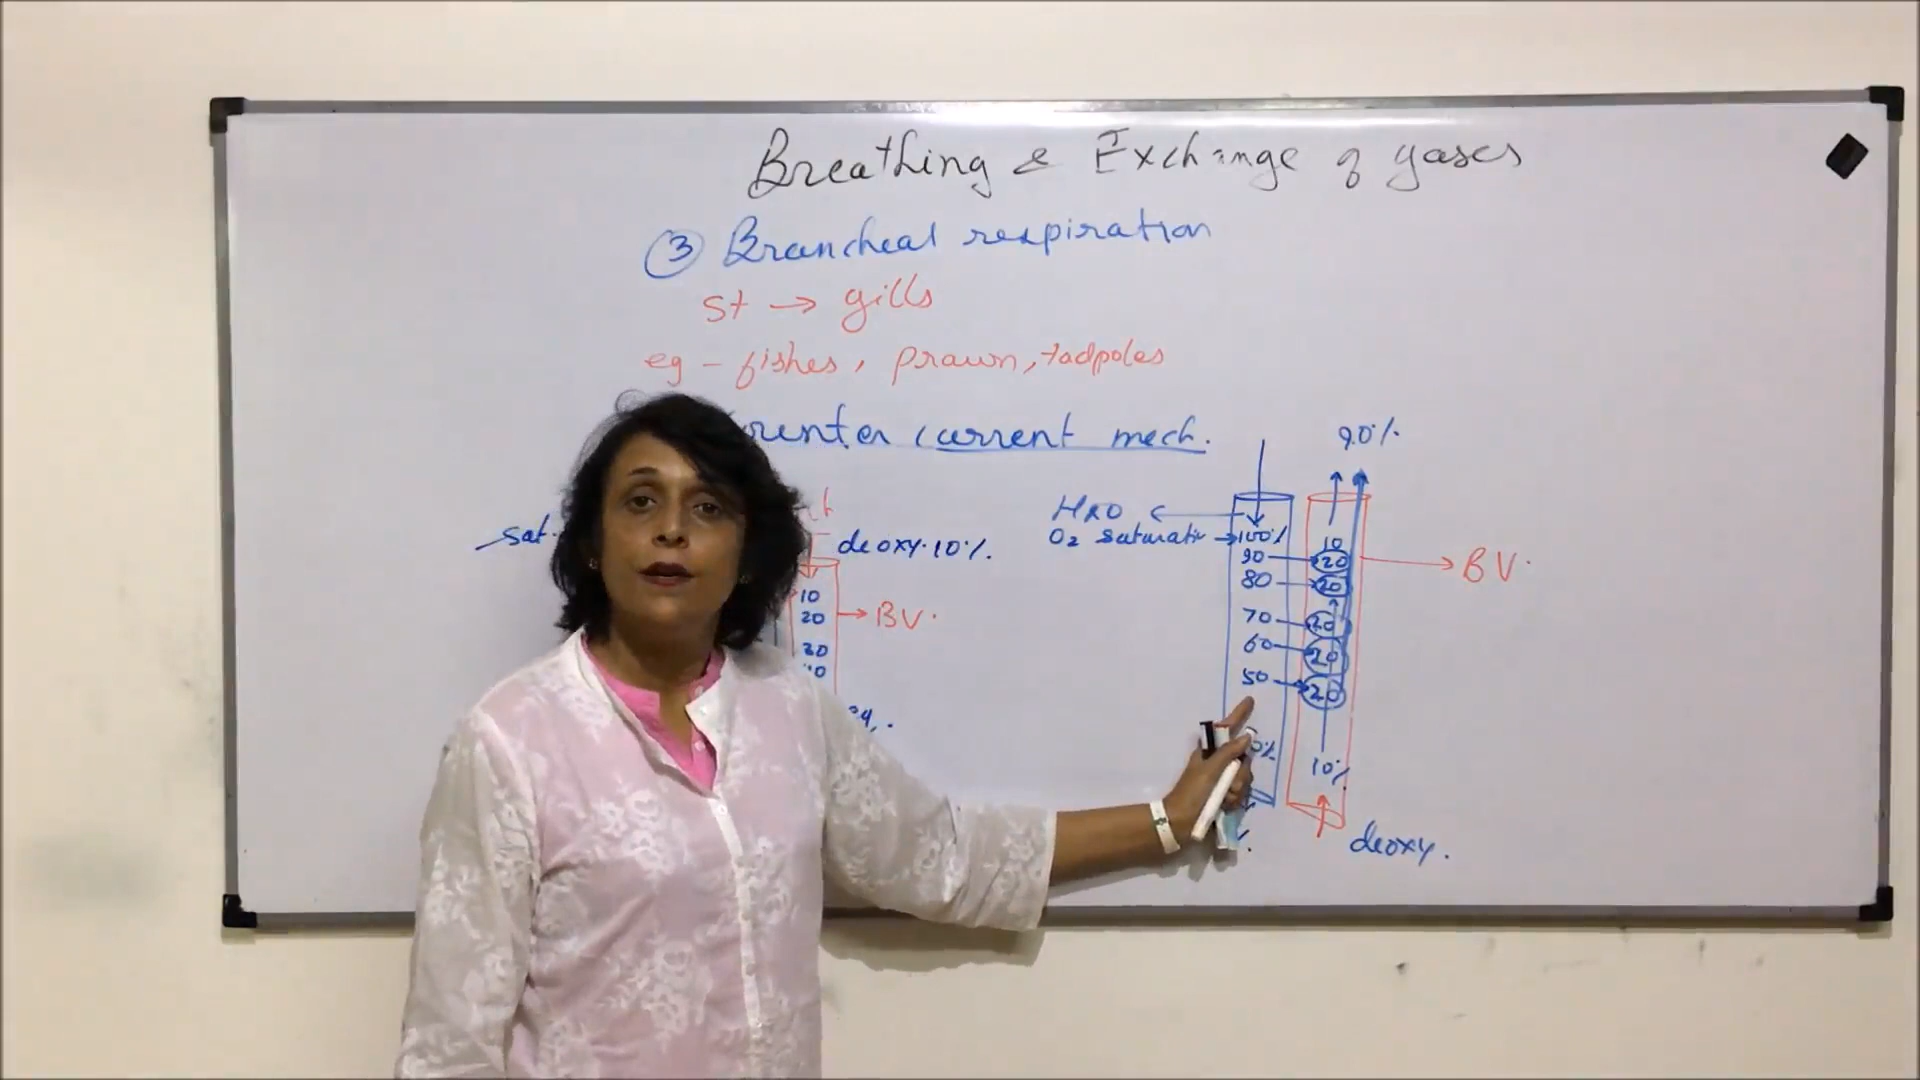 Breathing & Exchange of gases
③ Brancheal respiration
st → gills
eg - fishes, prawn, tadpoles
current mech.
90%
H2O
O2 saturatin → 100%
sat.
deoxy. 10%.
10
20
30
BV.
90 → 20
80 → 20
70 → 20
60 → 20
50 → 20
10
10%
BV.
deoxy.